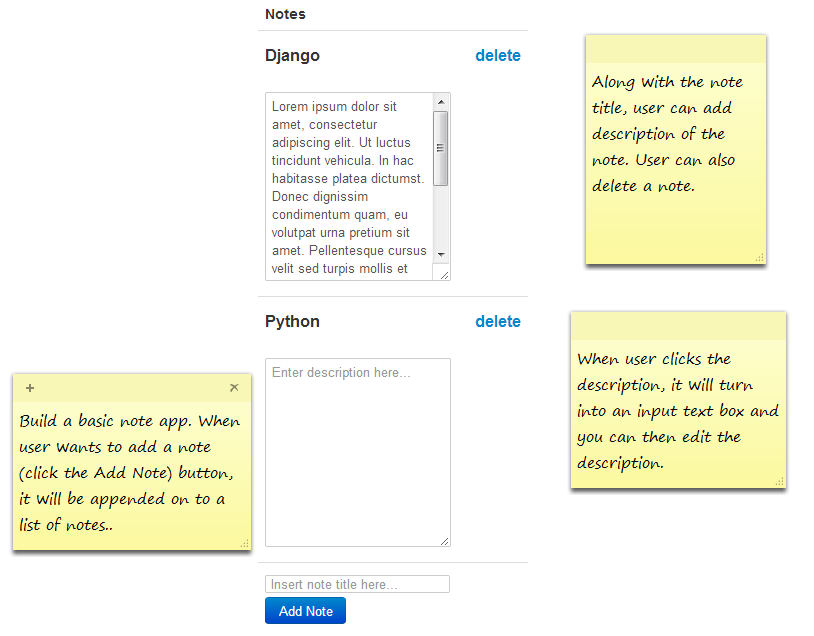 Notes
Django delete
Lorem ipsum dolor sit
amet, consectetur
adipiscing elit. Ut luctus
tincidunt vehicula. In hac
habitasse platea dictumst.
Donec dignissim
condimentum quam, eu
volutpat urna pretium sit
amet. Pellentesque cursus
velit sed turpis mollis et
Python delete
Enter description here...
Insert note title here...
Add Note
Along With the note
title, user can add
description of the
note. User can also
delete a note.
When user clicks the
description, it Will turn
into an input text box and
you can then edit the
description.
Build a basic note app. When
user Wants to add a note
(click the Add Note) button,
it Will be appended on to a
list of notes..